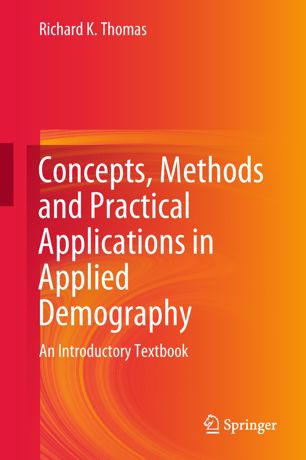 Richard K. Thomas
Concepts, Methods
and Practical
Applications in
Applied
Demography
An Introductory Textbook
Springer